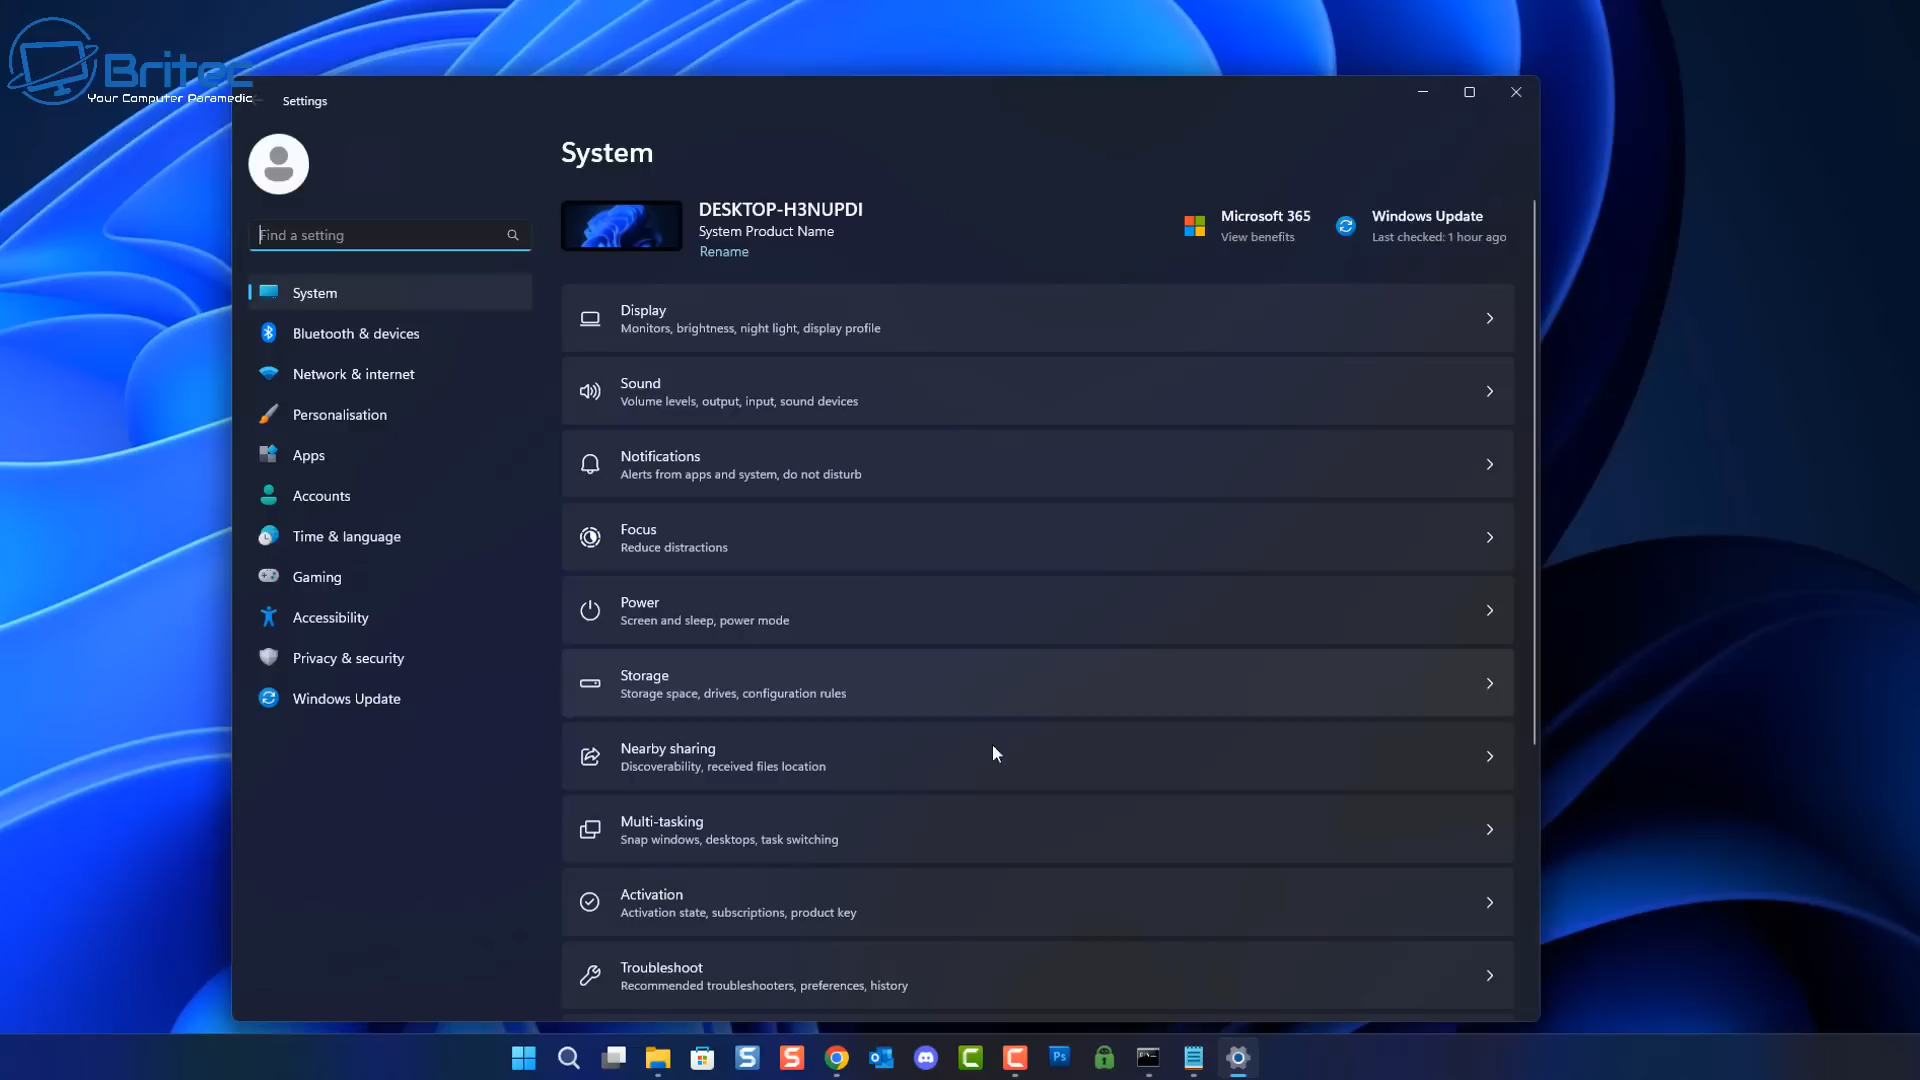 Britec
Your Computer Paramedic
Settings
System
DESKTOP-H3NUPDI
System Product Name
Rename
Microsoft 365
View benefits
Windows Update
Last checked: 1 hour ago
Find a setting
System
Bluetooth & devices
Network & internet
Personalisation
Apps
Accounts
Time & language
Gaming
Accessibility
Privacy & security
Windows Update
Display
Monitors, brightness, night light, display profile
Sound
Volume levels, output, input, sound devices
Notifications
Alerts from apps and system, do not disturb
Focus
Reduce distractions
Power
Screen and sleep, power mode
Storage
Storage space, drives, configuration rules
Nearby sharing
Discoverability, received files location
Multi-tasking
Snap windows, desktops, task switching
Activation
Activation state, subscriptions, product key
Troubleshoot
Recommended troubleshooters, preferences, history
S
S
C
C
Ps